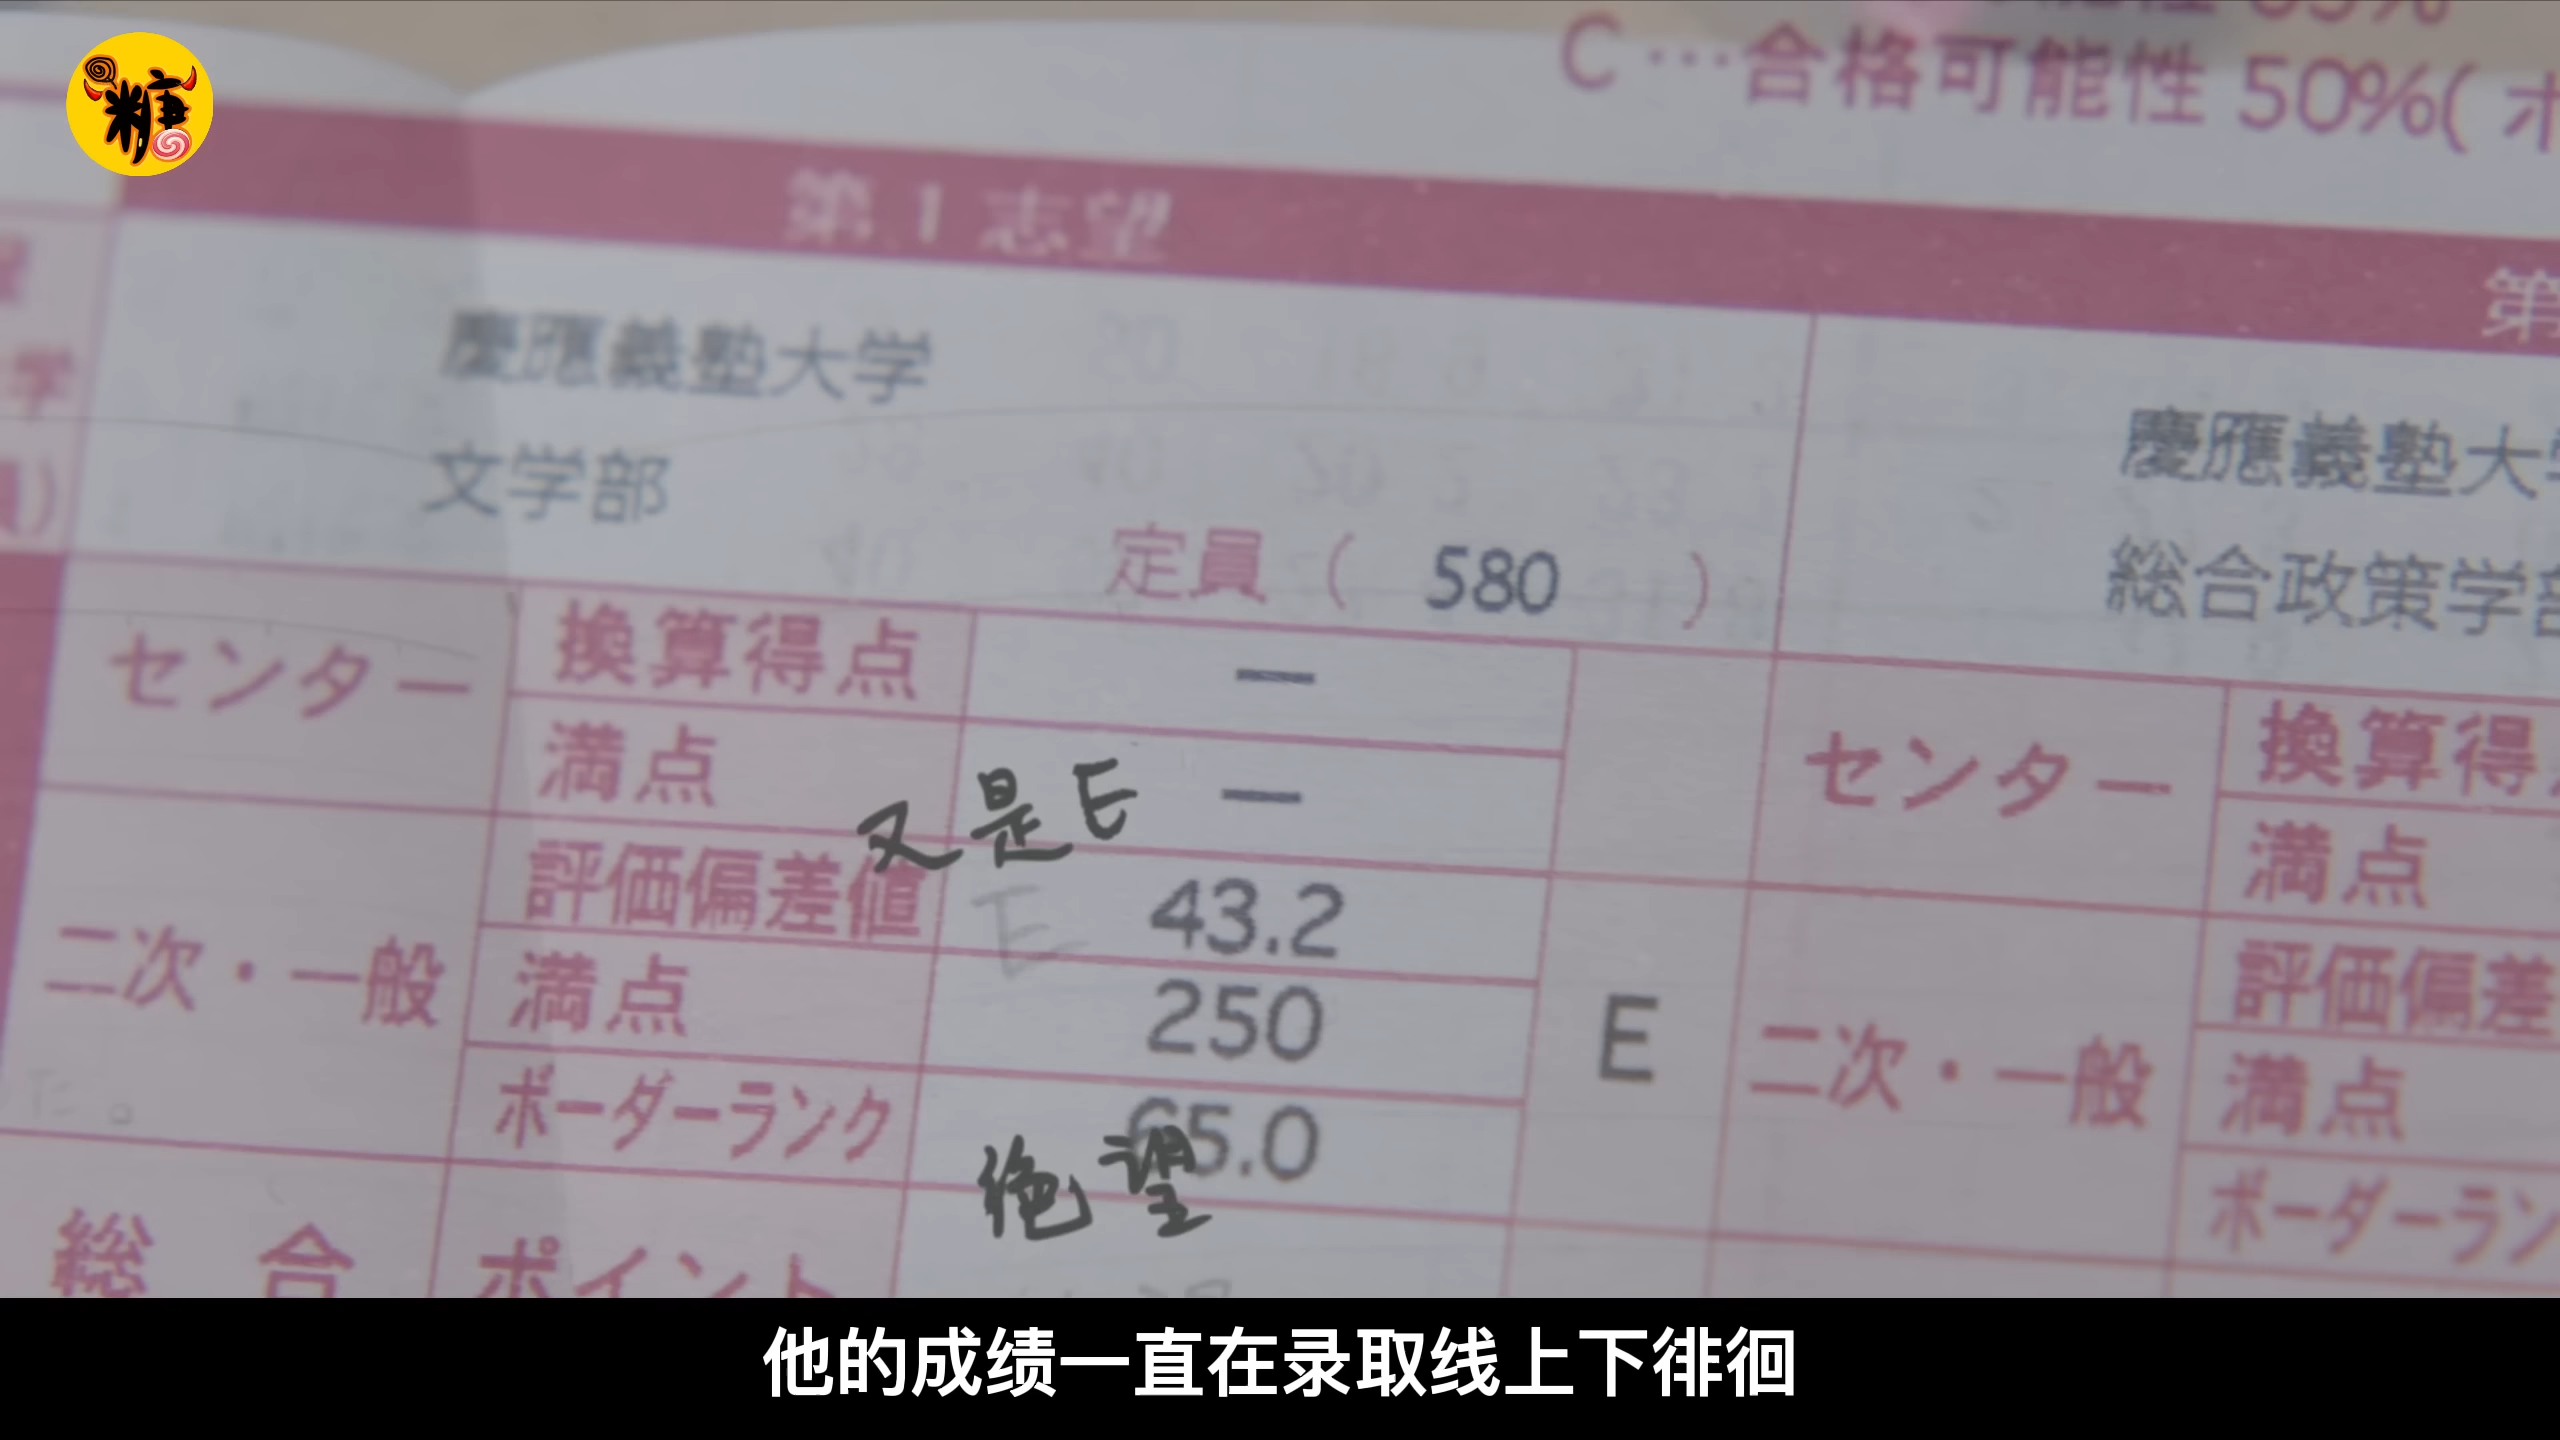 糖
C…合格可能性 50%(
第1志望
慶應義塾大学
文学部
定員 ( 580 )
慶應義塾大
総合政策学部
センター
換算得点 —
満点 —
又是E
二次・一般
評価偏差値 43.2
満点 250
ボーダーランク 65.0
E
绝望
総合ポイント
センター
換算得
満点
二次・一般
評価偏差
満点
ボーダーラン
他的成绩一直在录取线上下徘徊